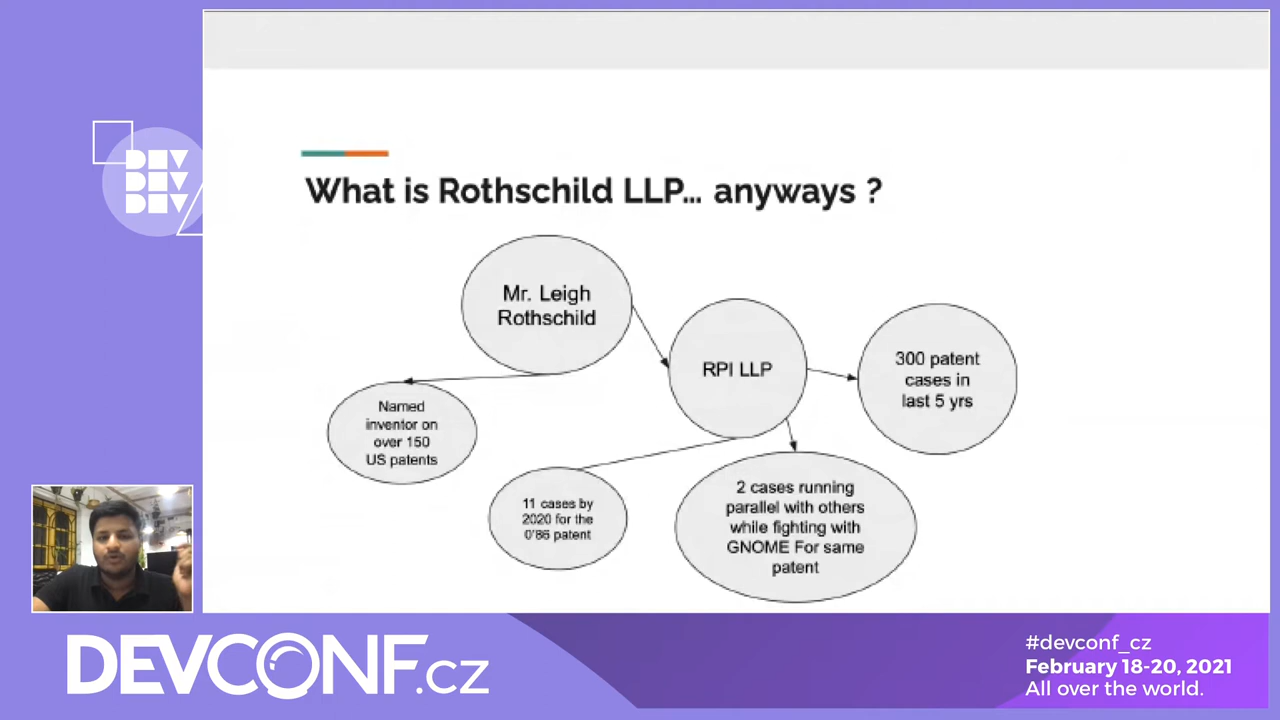 DEV
DEV
DEV
What is Rothschild LLP... anyways ?
Mr. Leigh
Rothschild
RPI LLP
300 patent
cases in
last 5 yrs
Named
inventor on
over 150
US patents
11 cases by
2020 for the
0'86 patent
2 cases running
parallel with others
while fighting with
GNOME For same
patent
DEVCONF.cz
#devconf_cz
February 18-20, 2021
All over the world.